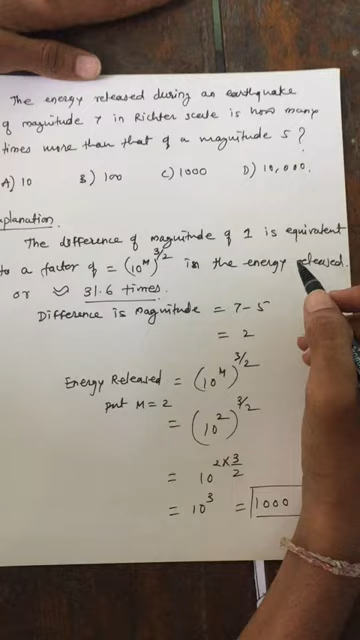 The energy released during an earthquake
of magnitude 7 in Richter scale is how many
times more than that of a magnitude 5?
A) 10 B) 100 C) 1000 D) 10,000.
xplanation
The difference of magnitude of 1 is equivalent
to a factor of = (10^M)^3/2 in the energy released.
or ≈ 31.6 times.
Difference is magnitude = 7-5
= 2
Energy Released = (10^M)^3/2
put M = 2
= (10^2)^3/2
= 10^2×3/2
= 10^3 = 1000